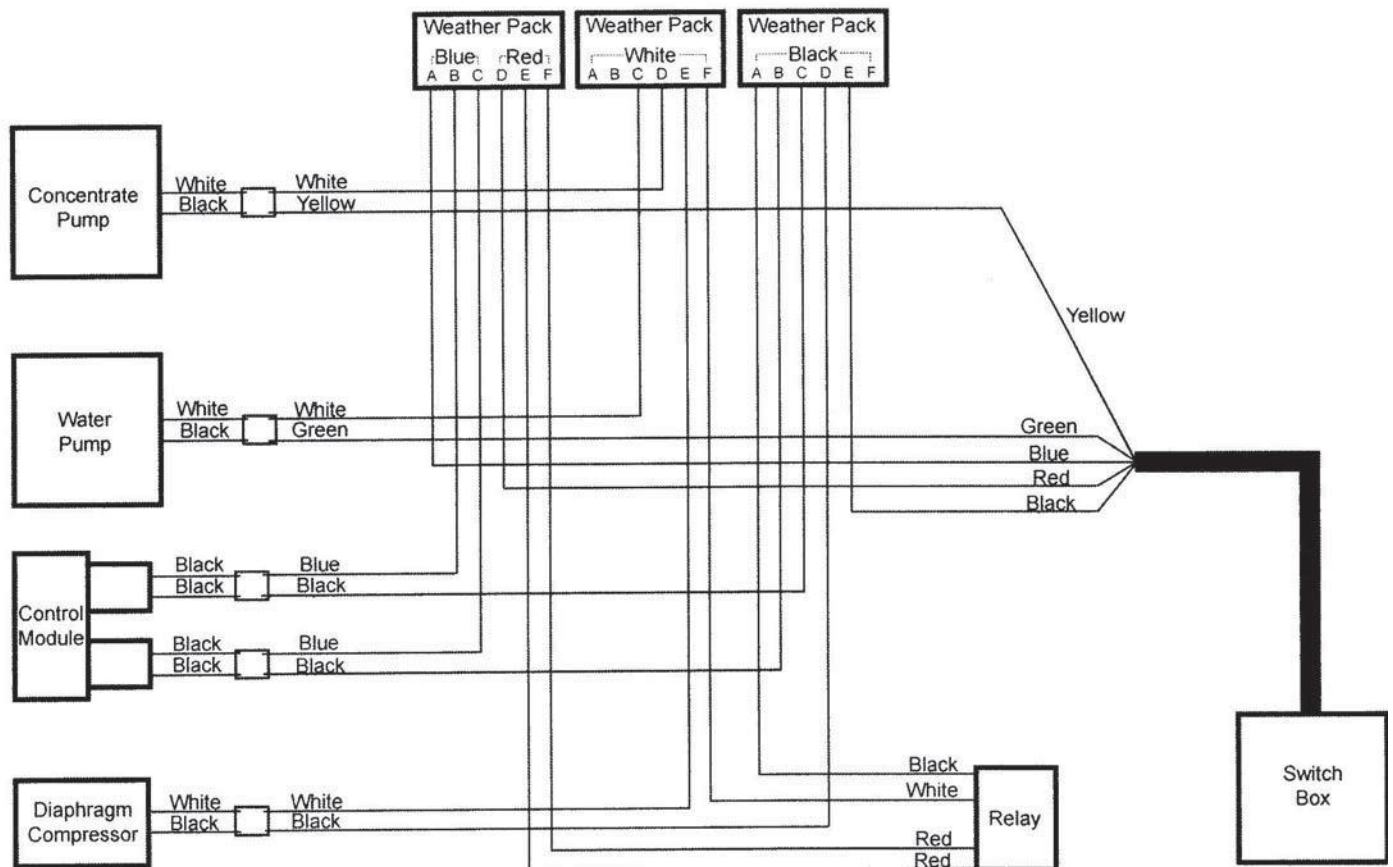 Weather Pack
Blue Red
A B C D E F
Weather Pack
White
A B C D E F
Weather Pack
Black
A B C D E F
Concentrate
Pump
White
Black
White
Yellow
Yellow
Water
Pump
White
Black
White
Green
Green
Blue
Red
Black
Control
Module
Black
Black
Blue
Black
Black
Black
Blue
Black
Diaphragm
Compressor
White
Black
White
Black
Black
White
Red
Red
Relay
Switch
Box